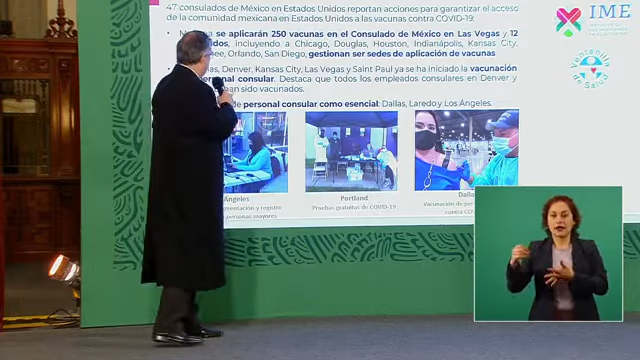 47 consulados de México en Estados Unidos reportan acciones para garantizar el acceso
de la comunidad mexicana en Estados Unidos a las vacunas contra COVID-19:
se aplicarán 250 vacunas en el Consulado de México en Las Vegas y 12
incluyendo a Chicago, Douglas, Houston, Indianápolis, Kansas City,
Orlando, San Diego, gestionan ser sedes de aplicación de vacunas
Denver, Kansas City, Las Vegas y Saint Paul ya se ha iniciado la vacunación
personal consular. Destaca que todos los empleados consulares en Denver y
han sido vacunados.
de personal consular como esencial: Dallas, Laredo y Los Ángeles.
IME
Ventanilla
de Salud
Ángeles
y registro
personas mayores
Portland
Pruebas gratuitas de COVID-19
Dallas
Vacunación de
contra